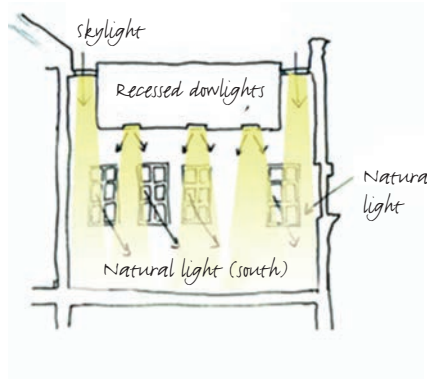 Skylight
Recessed dowlights
Natura
light
Natural light (south)